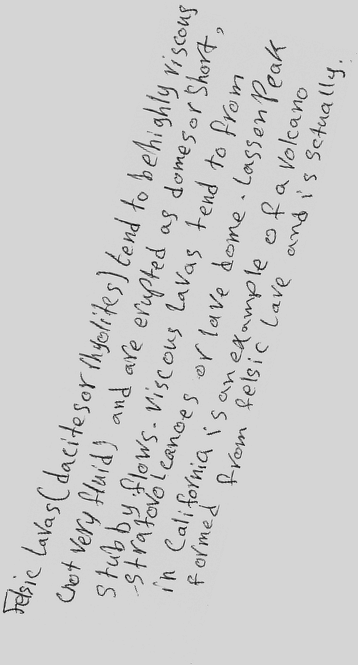 Felsic Lavas (dacites or rhyolites) tend to be highly viscous
(not very fluid) and are erupted as domes or short,
stubby flows. Viscous Lavas tend to from
-stratovolcanoes or lave dome. Lassen Peak
in California is an example of a volcano
formed from felsic Lave and is sctually.